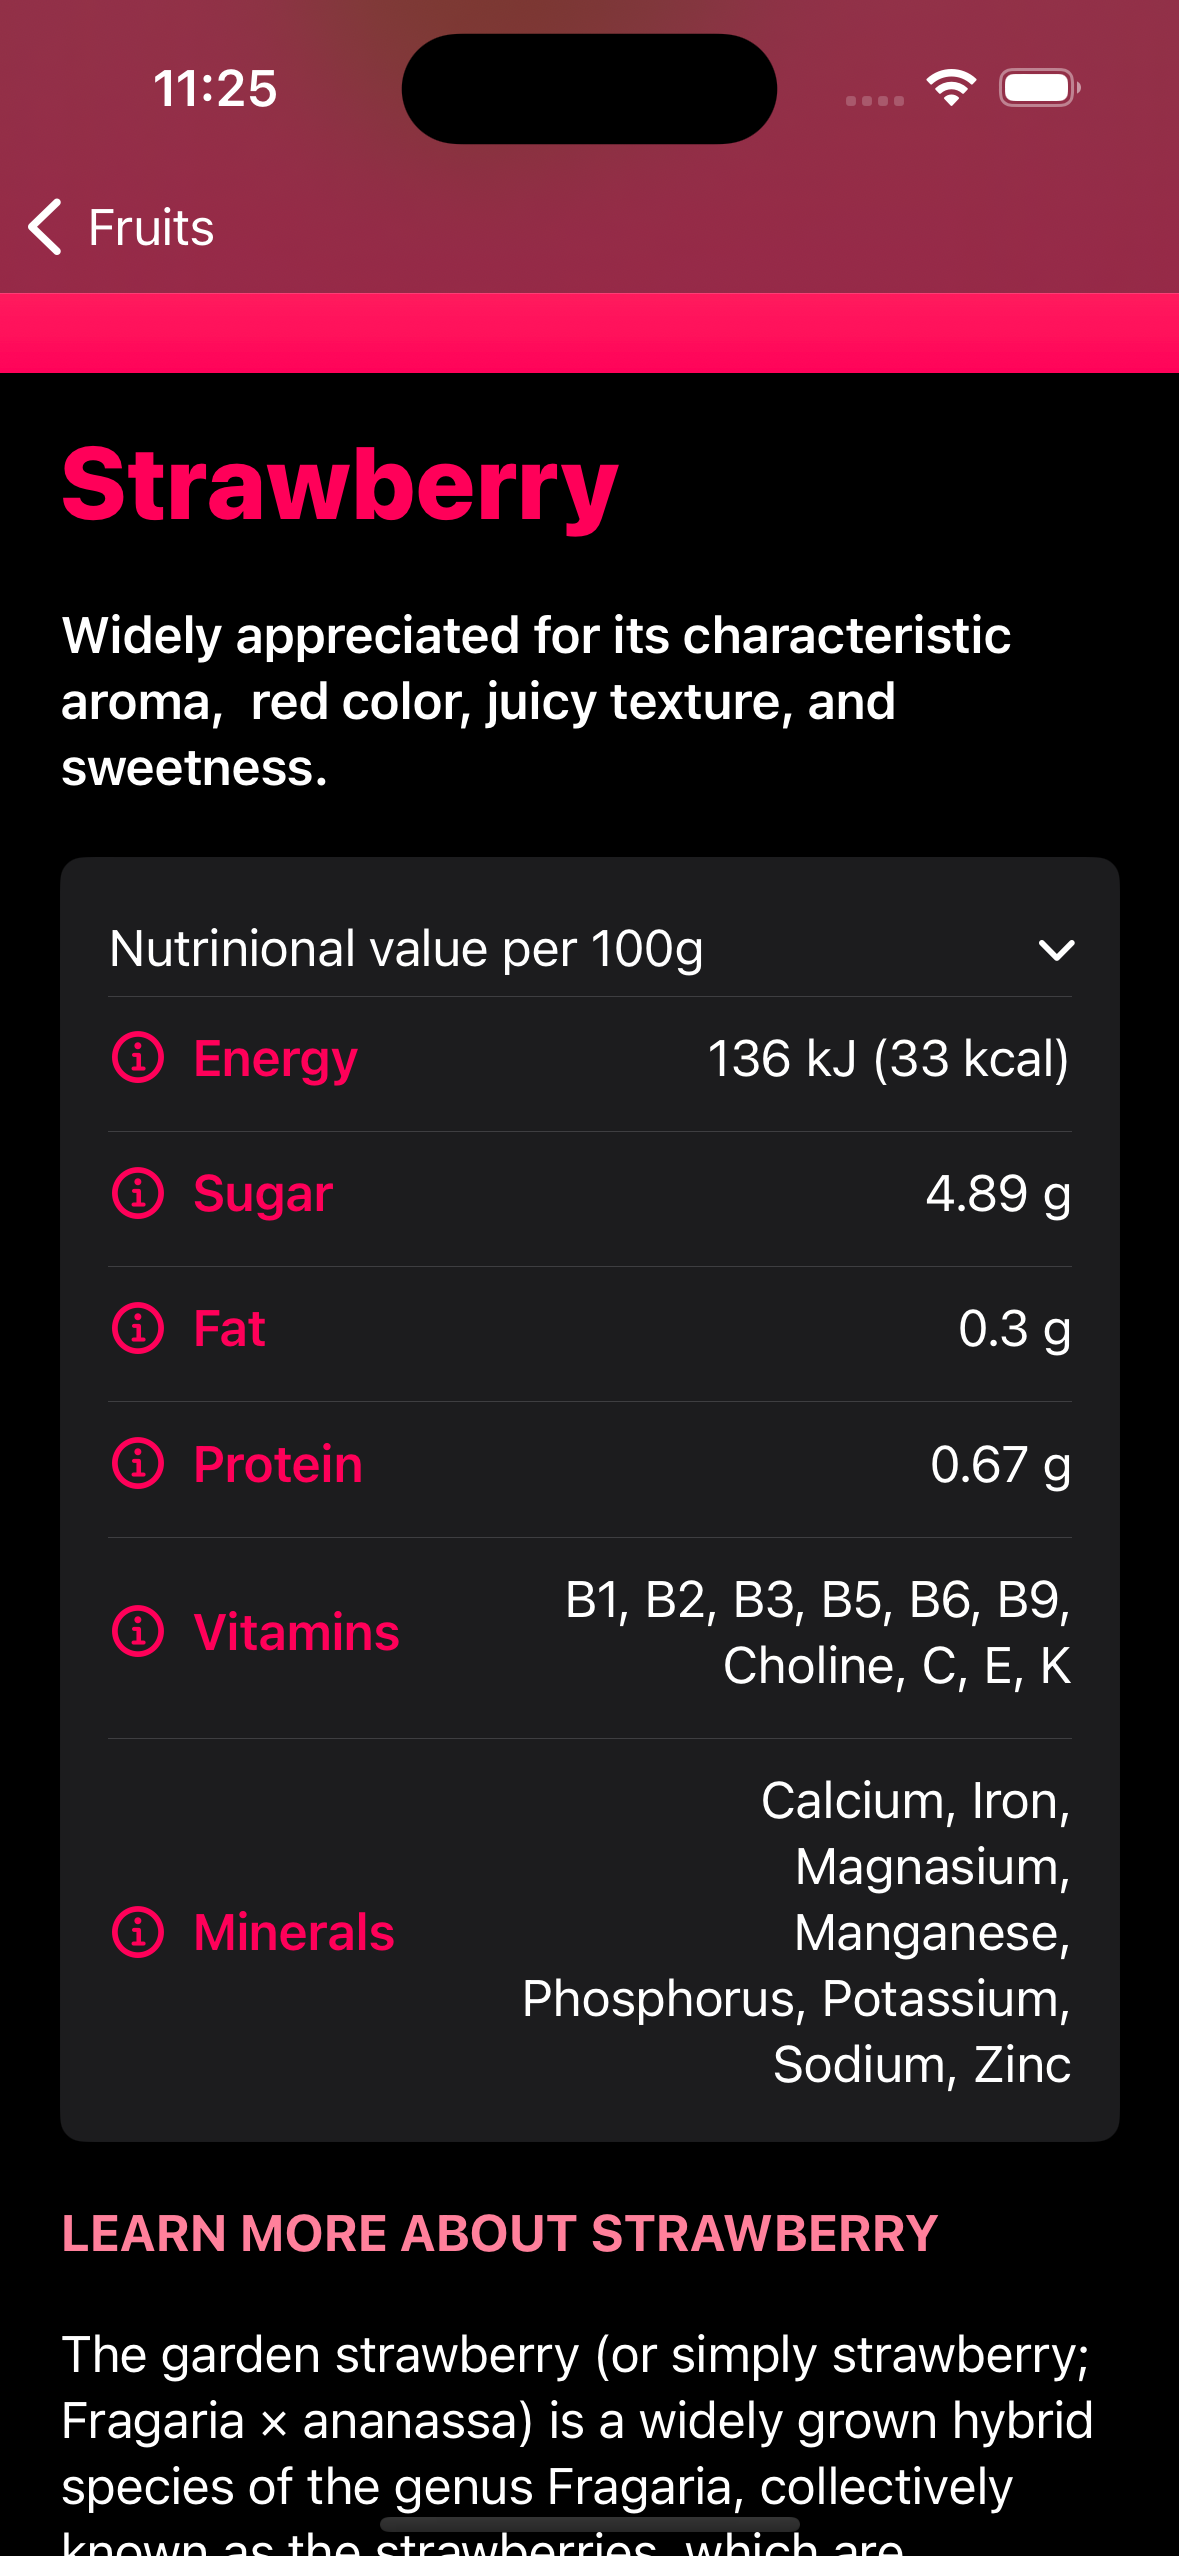 11:25
Fruits
Strawberry
Widely appreciated for its characteristic
aroma,  red color, juicy texture, and
sweetness.
Nutrinional value per 100g
Energy 136 kJ (33 kcal)
Sugar 4.89 g
Fat 0.3 g
Protein 0.67 g
Vitamins B1, B2, B3, B5, B6, B9,
Choline, C, E, K
Minerals Calcium, Iron,
Magnasium,
Manganese,
Phosphorus, Potassium,
Sodium, Zinc
LEARN MORE ABOUT STRAWBERRY
The garden strawberry (or simply strawberry;
Fragaria × ananassa) is a widely grown hybrid
species of the genus Fragaria, collectively
known as the strawberries, which are